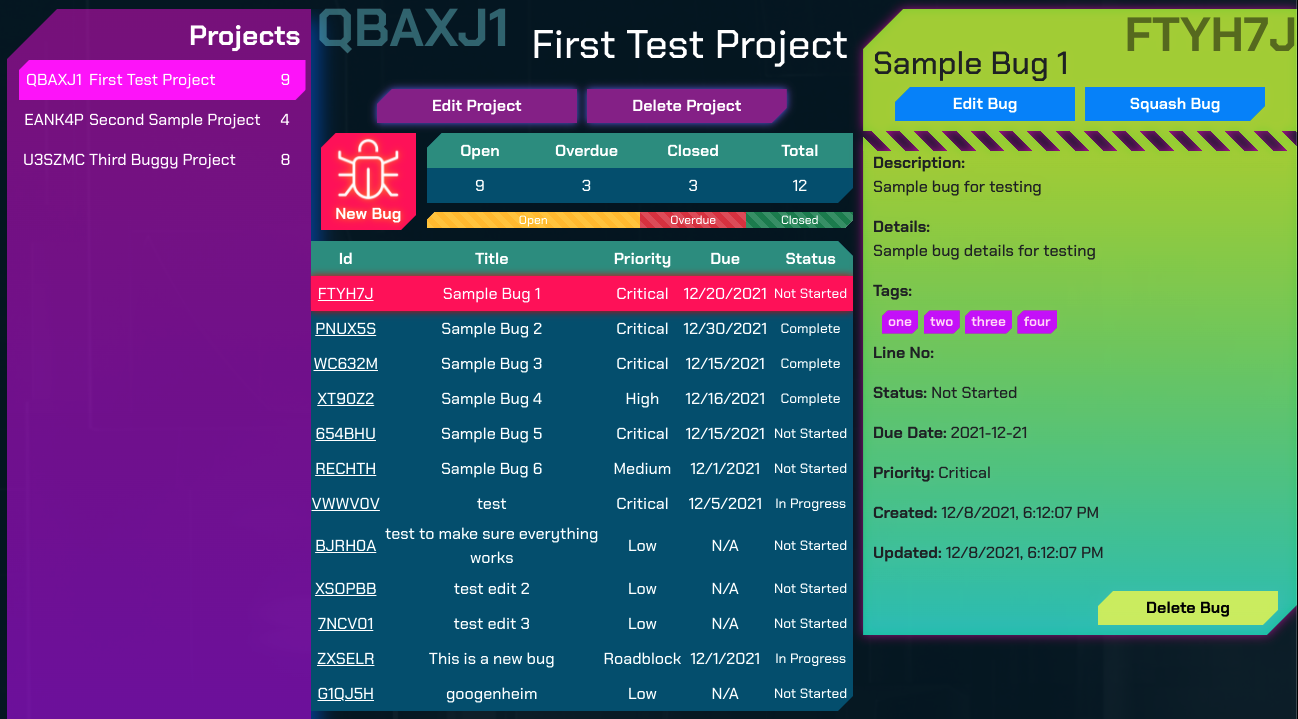 Projects
QBAXJ1 First Test Project 9
EANK4P Second Sample Project 4
U3SZMC Third Buggy Project 8
QBAXJ1
First Test Project
Edit Project Delete Project
New Bug
Open Overdue Closed Total
9 3 3 12
Open Overdue Closed
Id Title Priority Due Status
FTYH7J Sample Bug 1 Critical 12/20/2021 Not Started
PNUX5S Sample Bug 2 Critical 12/30/2021 Complete
WC632M Sample Bug 3 Critical 12/15/2021 Complete
XT90Z2 Sample Bug 4 High 12/16/2021 Complete
654BHU Sample Bug 5 Critical 12/15/2021 Not Started
RECHTH Sample Bug 6 Medium 12/1/2021 Not Started
VWWV0V test Critical 12/5/2021 In Progress
BJRH0A test to make sure everything works Low N/A Not Started
XSOPBB test edit 2 Low N/A Not Started
7NCV01 test edit 3 Low N/A Not Started
ZXSELR This is a new bug Roadblock 12/1/2021 In Progress
G1QJ5H googenheim Low N/A Not Started
FTYH7J
Sample Bug 1
Edit Bug Squash Bug
Description:
Sample bug for testing
Details:
Sample bug details for testing
Tags:
one two three four
Line No:
Status: Not Started
Due Date: 2021-12-21
Priority: Critical
Created: 12/8/2021, 6:12:07 PM
Updated: 12/8/2021, 6:12:07 PM
Delete Bug